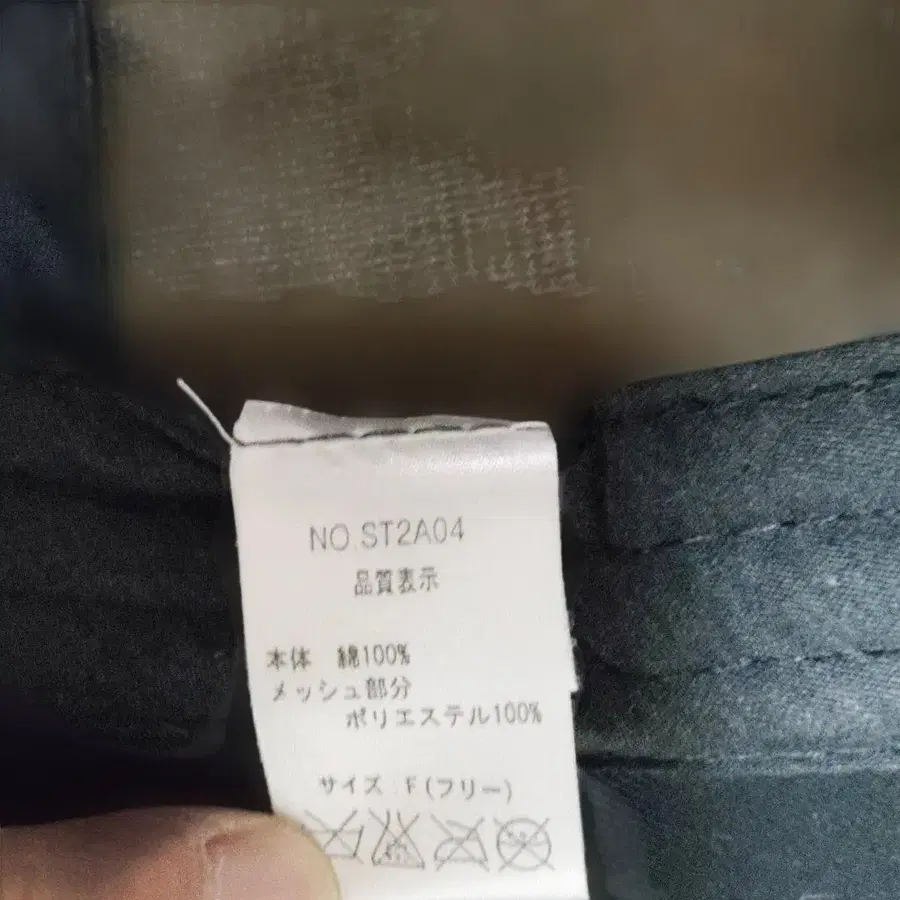 NO.ST2A04
品質表示
本体 綿100%
メッシュ部分
ポリエステル100%
サイズ:F(フリー)